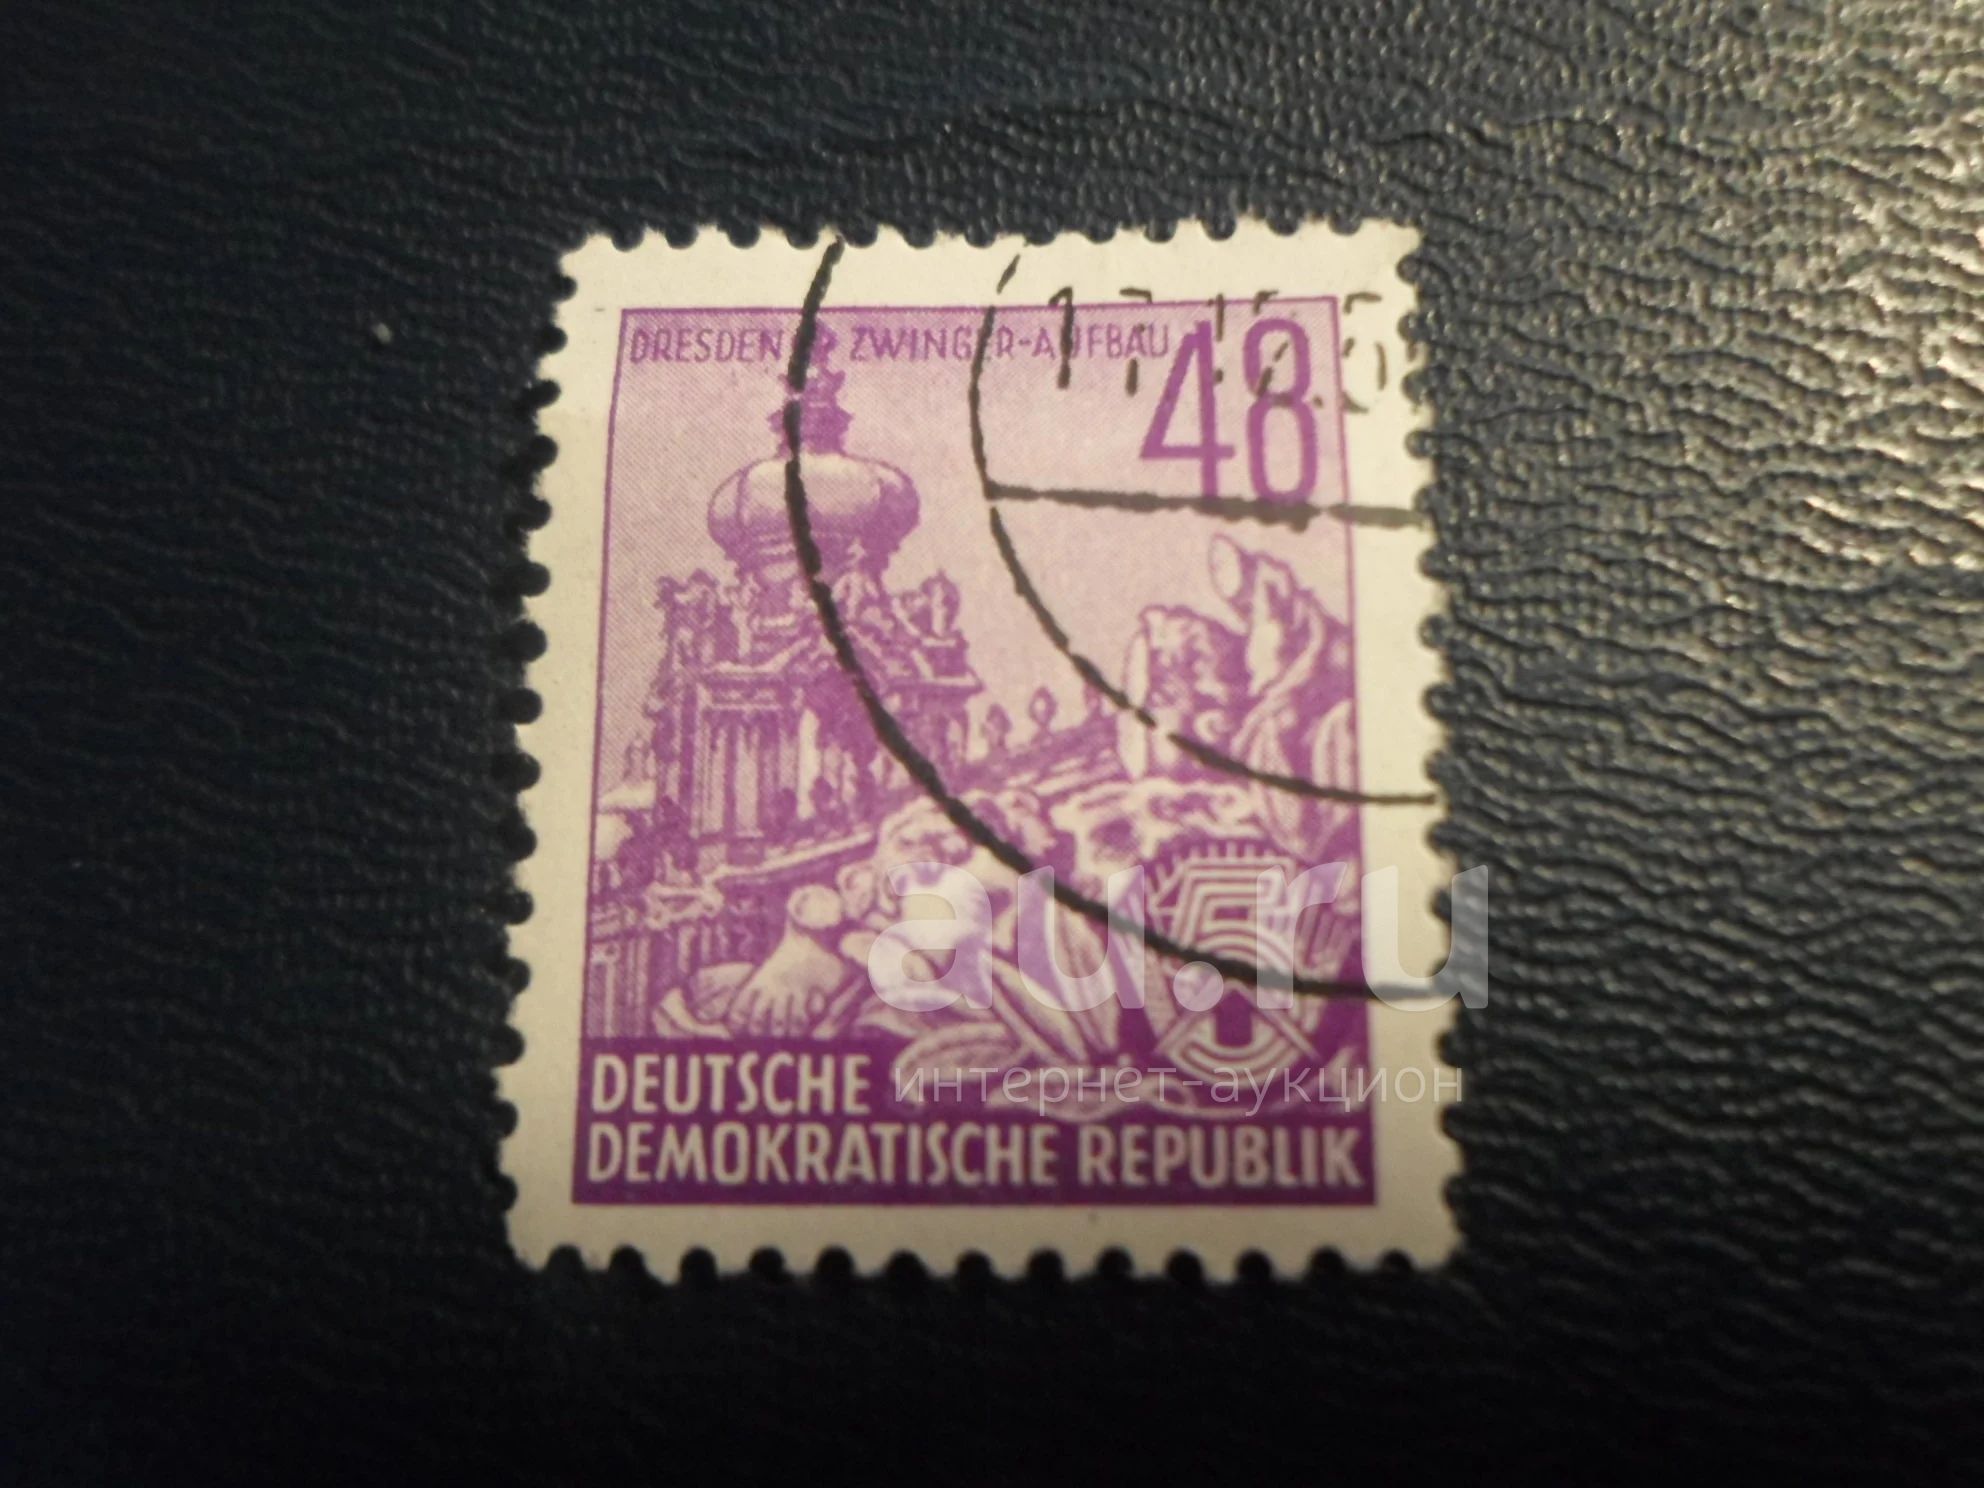 DRESDEN ZWINGER-AUFBAU
48
au.ru
интернет-аукцион
DEUTSCHE
DEMOKRATISCHE REPUBLIK